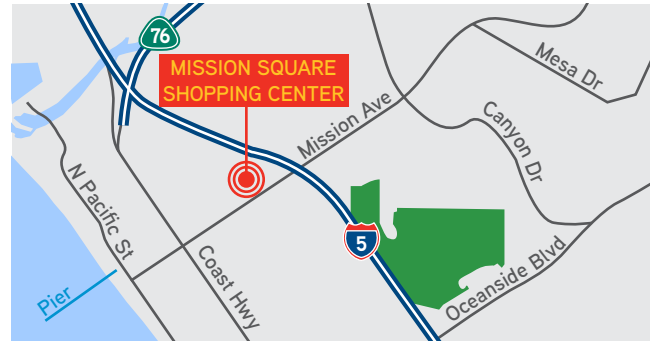 76
MISSION SQUARE
SHOPPING CENTER
Mesa Dr
Mission Ave
Canyon Dr
N Pacific St
Coast Hwy
5
Oceanside Blvd
Pier